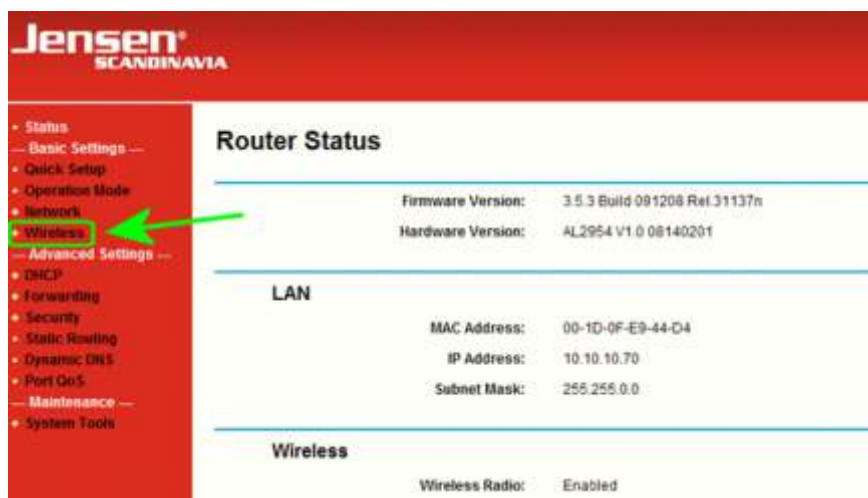 Jensen
SCANDINAVIA
Status
— Basic Settings —
Quick Setup
Operation Mode
Network
Wireless
— Advanced Settings —
DHCP
Forwarding
Security
Static Routing
Dynamic DNS
Port QoS
— Maintenance —
System Tools
Router Status
Firmware Version: 3.5.3 Build 091208 Rel.31137n
Hardware Version: AL2954 V1.0 08140201
LAN
MAC Address: 00-1D-0F-E9-44-D4
IP Address: 10.10.10.70
Subnet Mask: 255.255.0.0
Wireless
Wireless Radio: Enabled